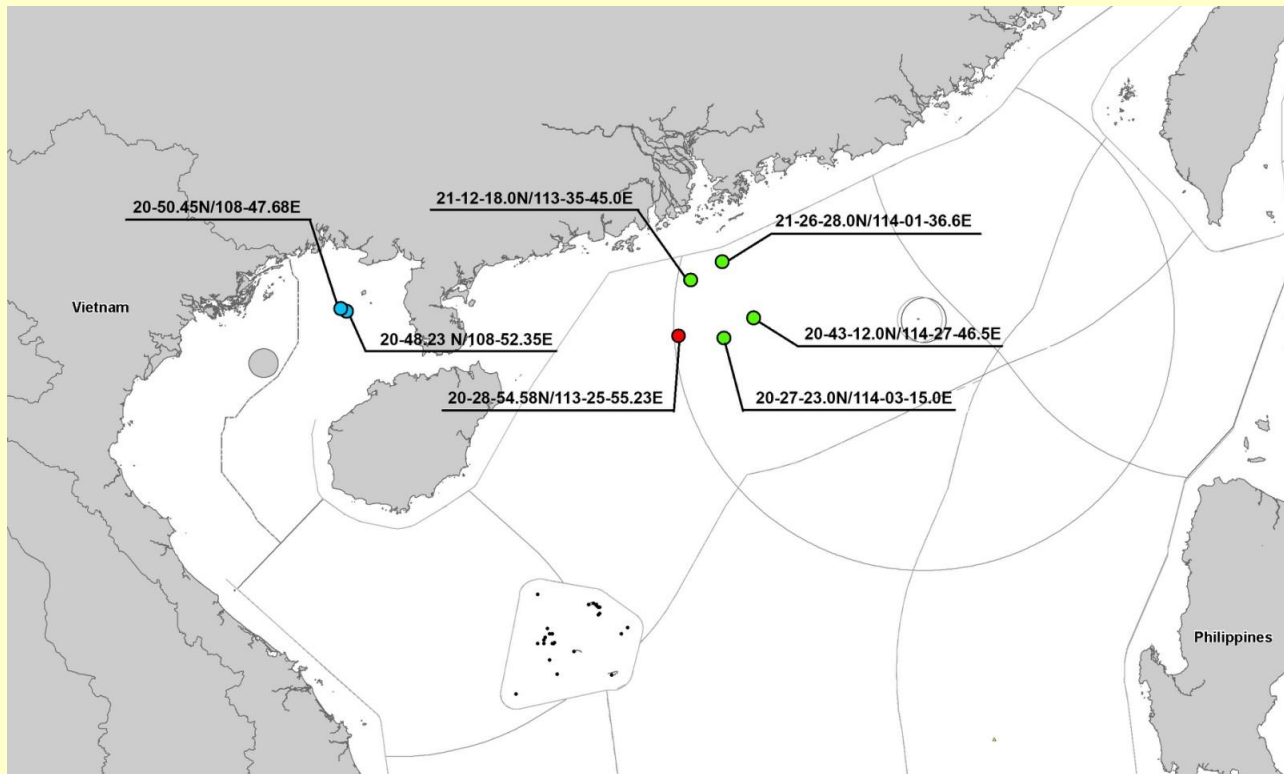 21-12-18.0N/113-35-45.0E
20-50.45N/108-47.68E
21-26-28.0N/114-01-36.6E
Vietnam
20-48.23 N/108-52.35E
20-43-12.0N/114-27-46.5E
20-28-54.58N/113-25-55.23E
20-27-23.0N/114-03-15.0E
Philippines